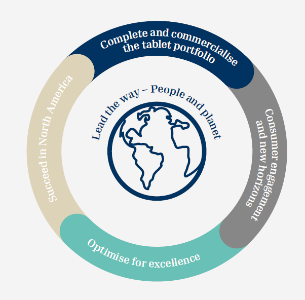 Complete and commercialise
the tablet portfolio
Lead the way – People and planet
Consumer engagement
and new horizons
Optimise for excellence
Succeed in North America